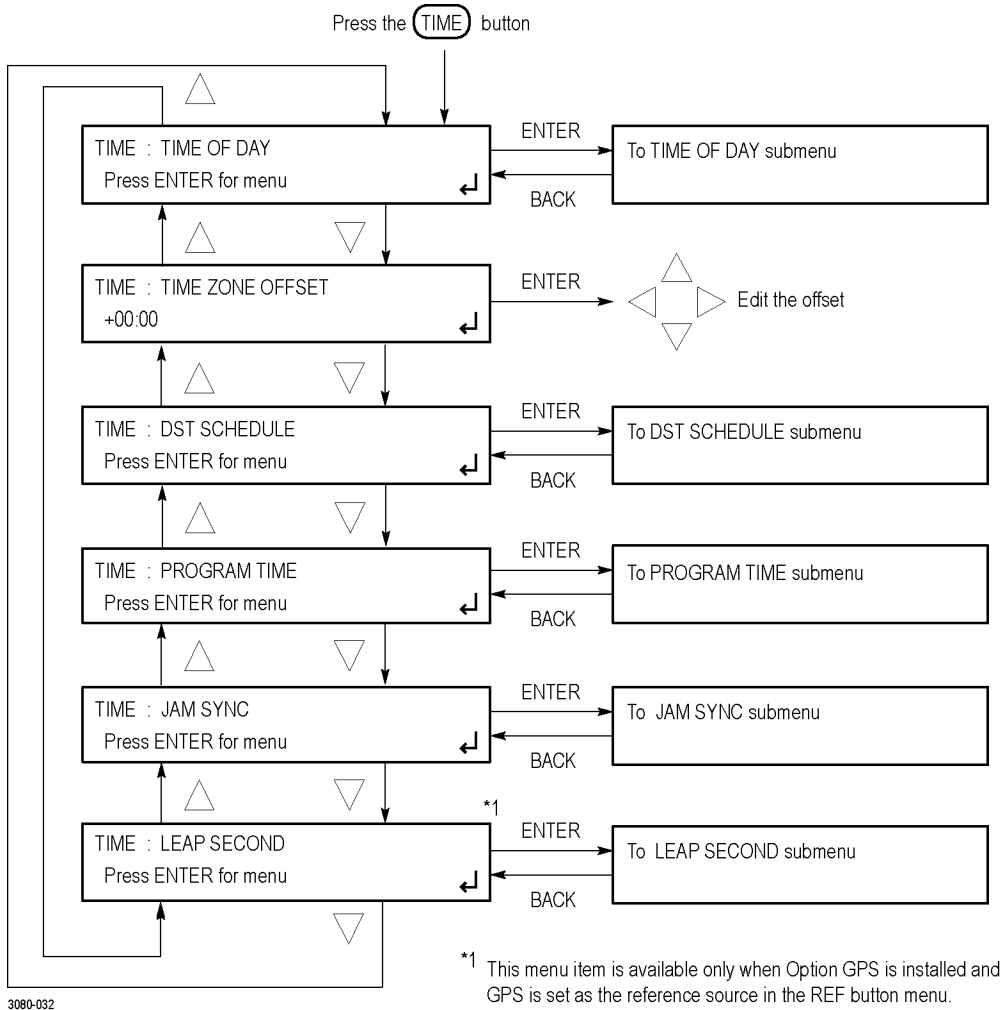 Press the TIME button
TIME : TIME OF DAY
Press ENTER for menu
ENTER
BACK
To TIME OF DAY submenu
TIME : TIME ZONE OFFSET
+00:00
ENTER
Edit the offset
TIME : DST SCHEDULE
Press ENTER for menu
ENTER
BACK
To DST SCHEDULE submenu
TIME : PROGRAM TIME
Press ENTER for menu
ENTER
BACK
To PROGRAM TIME submenu
TIME : JAM SYNC
Press ENTER for menu
ENTER
BACK
To JAM SYNC submenu
*1
TIME : LEAP SECOND
Press ENTER for menu
ENTER
BACK
To LEAP SECOND submenu
*1 This menu item is available only when Option GPS is installed and
GPS is set as the reference source in the REF button menu.
3080-032